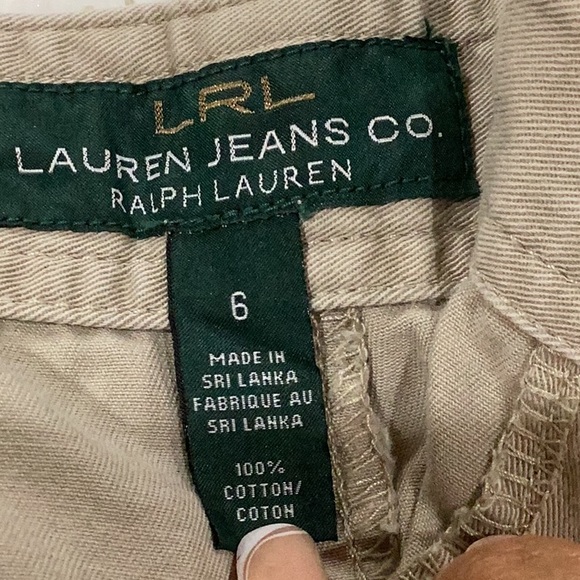 LRL
LAUREN JEANS CO.
RALPH LAUREN
6
MADE IN
SRI LANKA
FABRIQUE AU
SRI LANKA
100%
COTTON/
COTON